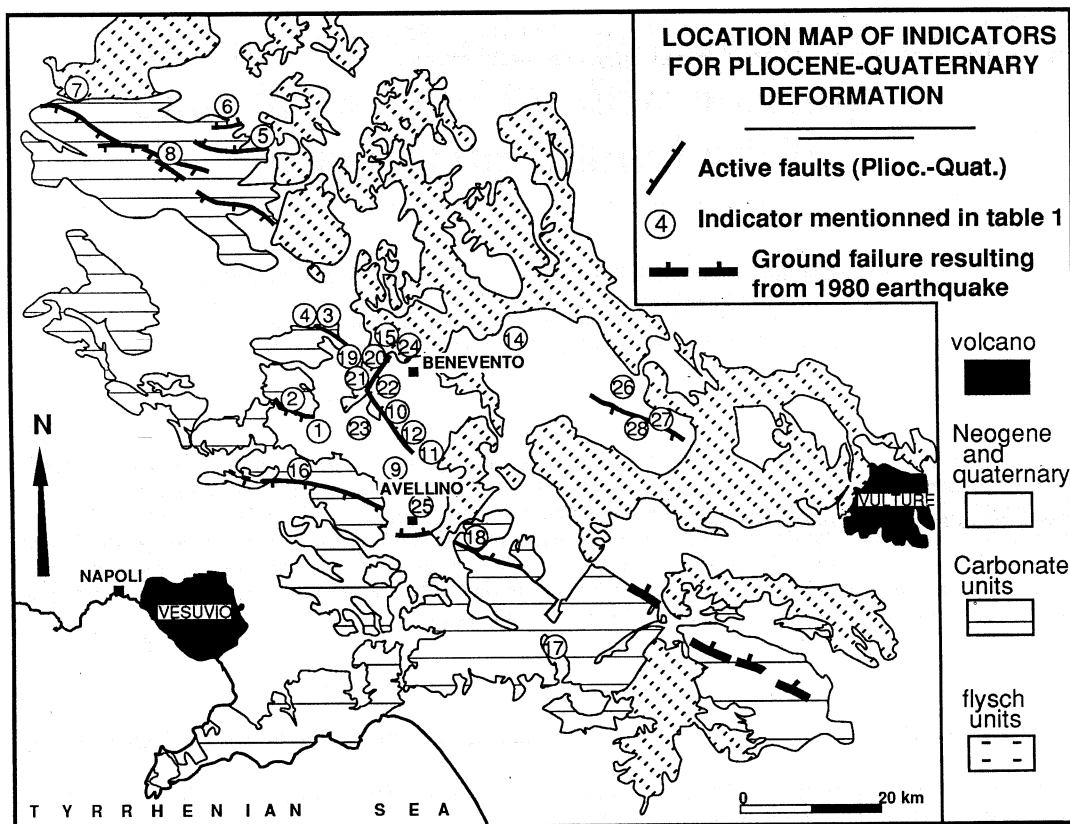 LOCATION MAP OF INDICATORS
FOR PLIOCENE-QUATERNARY
DEFORMATION
Active faults (Plioc.-Quat.)
4 Indicator mentionned in table 1
Ground failure resulting
from 1980 earthquake
7
6
5
8
4 3
15
24
14
19 20
BENEVENTO
21
22
26
2
10
27
1
23
12
28
11
9
16
AVELLINO
25
18
VULTURE
N
NAPOLI
VESUVIO
17
TYRRHENIAN SEA
0 20 km
volcano
Neogene
and
quaternary
Carbonate
units
flysch
units